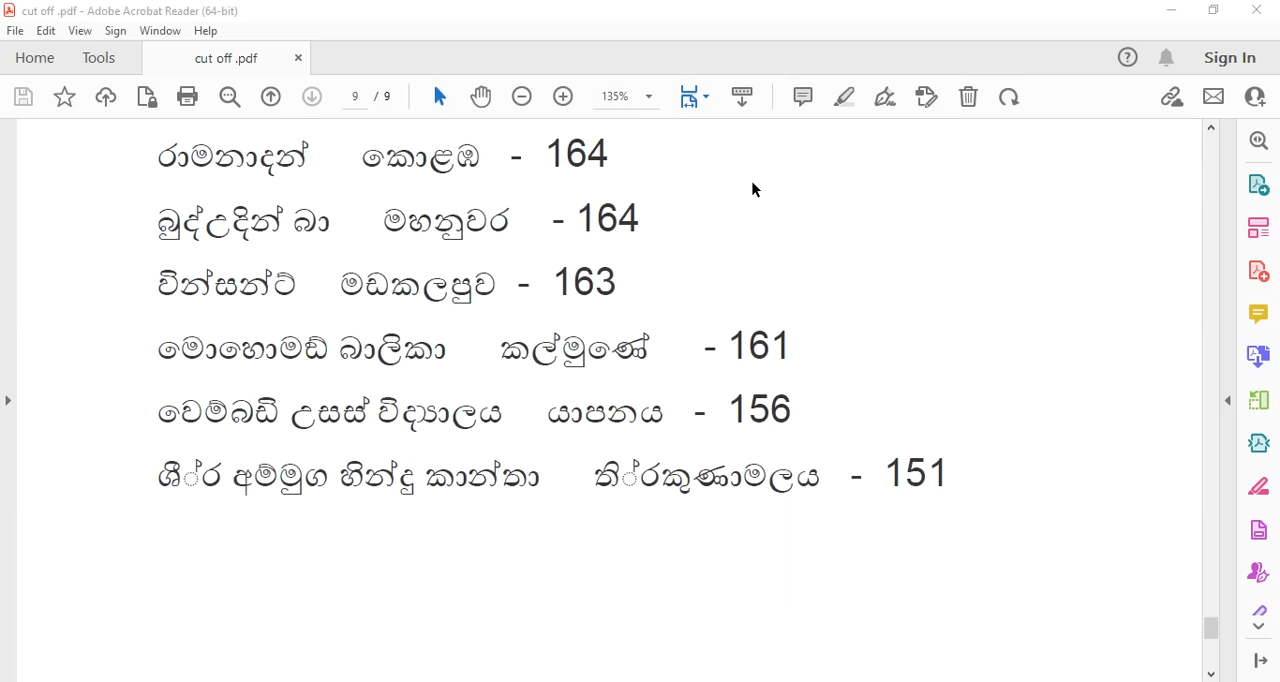 cut off .pdf - Adobe Acrobat Reader (64-bit)
File Edit View Sign Window Help
Home Tools cut off .pdf × Sign In
9 / 9 135%
රාමනාදන් කොළඹ - 164
බුද්උදින් බා මහනුවර - 164
වින්සන්ට් මඩකලපුව - 163
මොහොමඩ් බාලිකා කල්මුණේ - 161
වෙම්බඩි උසස් විද්‍යාලය යාපනය - 156
ශී්‍ර අම්මුග හින්දු කාන්තා ති්‍රකුණාමලය - 151